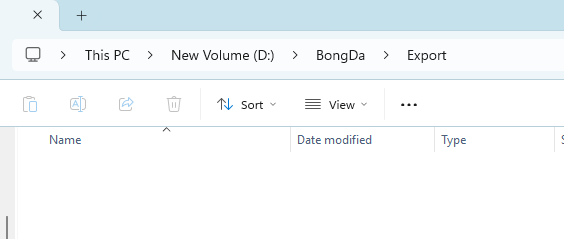 This PC > New Volume (D:) > BongDa > Export
Sort View
Name Date modified Type